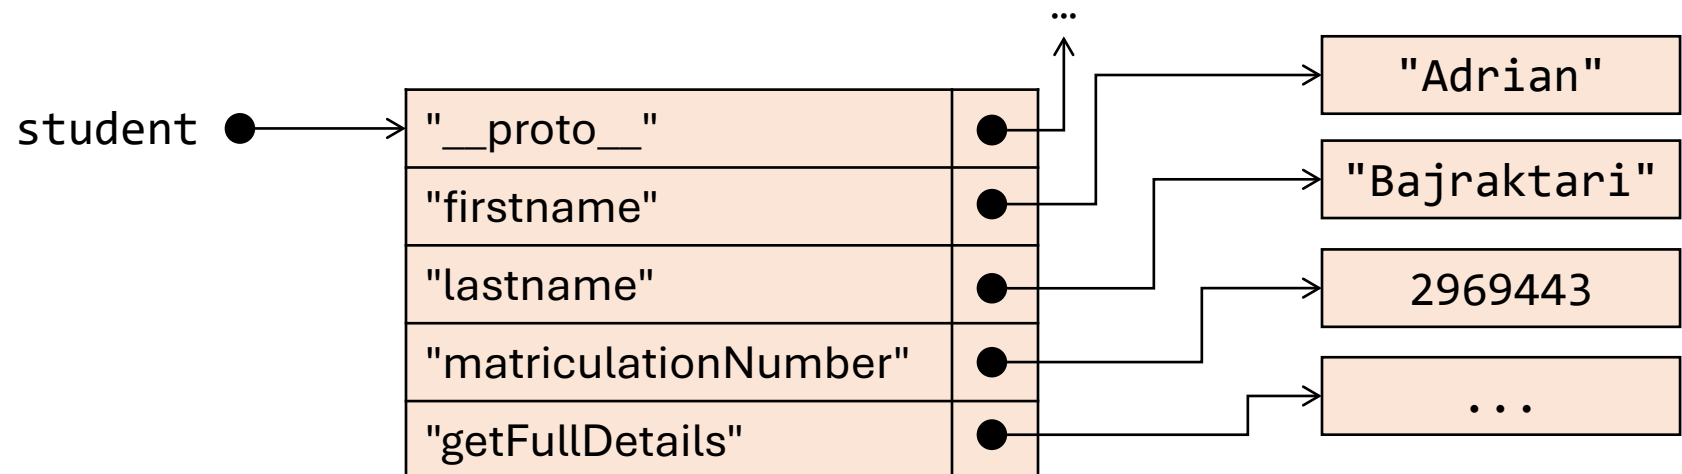 ...
student
"__proto__"
"firstname"
"lastname"
"matriculationNumber"
"getFullDetails"
"Adrian"
"Bajraktari"
2969443
...